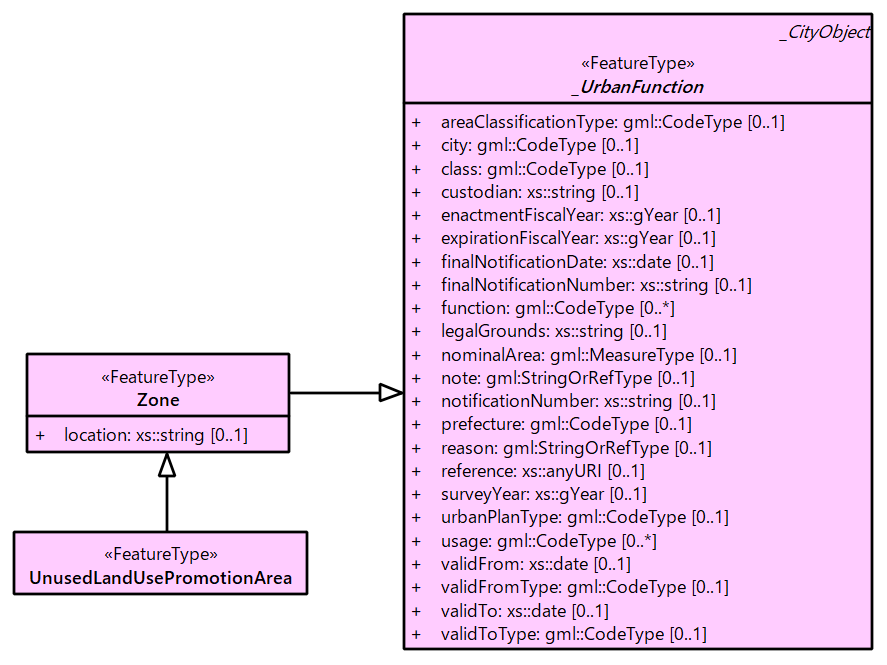 _CityObject
«FeatureType»
_UrbanFunction
+ areaClassificationType: gml::CodeType [0..1]
+ city: gml::CodeType [0..1]
+ class: gml::CodeType [0..1]
+ custodian: xs::string [0..1]
+ enactmentFiscalYear: xs::gYear [0..1]
+ expirationFiscalYear: xs::gYear [0..1]
+ finalNotificationDate: xs::date [0..1]
+ finalNotificationNumber: xs::string [0..1]
+ function: gml::CodeType [0..*]
+ legalGrounds: xs::string [0..1]
+ nominalArea: gml::MeasureType [0..1]
+ note: gml:StringOrRefType [0..1]
+ notificationNumber: xs::string [0..1]
+ prefecture: gml::CodeType [0..1]
+ reason: gml:StringOrRefType [0..1]
+ reference: xs::anyURI [0..1]
+ surveyYear: xs::gYear [0..1]
+ urbanPlanType: gml::CodeType [0..1]
+ usage: gml::CodeType [0..*]
+ validFrom: xs::date [0..1]
+ validFromType: gml::CodeType [0..1]
+ validTo: xs::date [0..1]
+ validToType: gml::CodeType [0..1]
«FeatureType»
Zone
+ location: xs::string [0..1]
«FeatureType»
UnusedLandUsePromotionArea